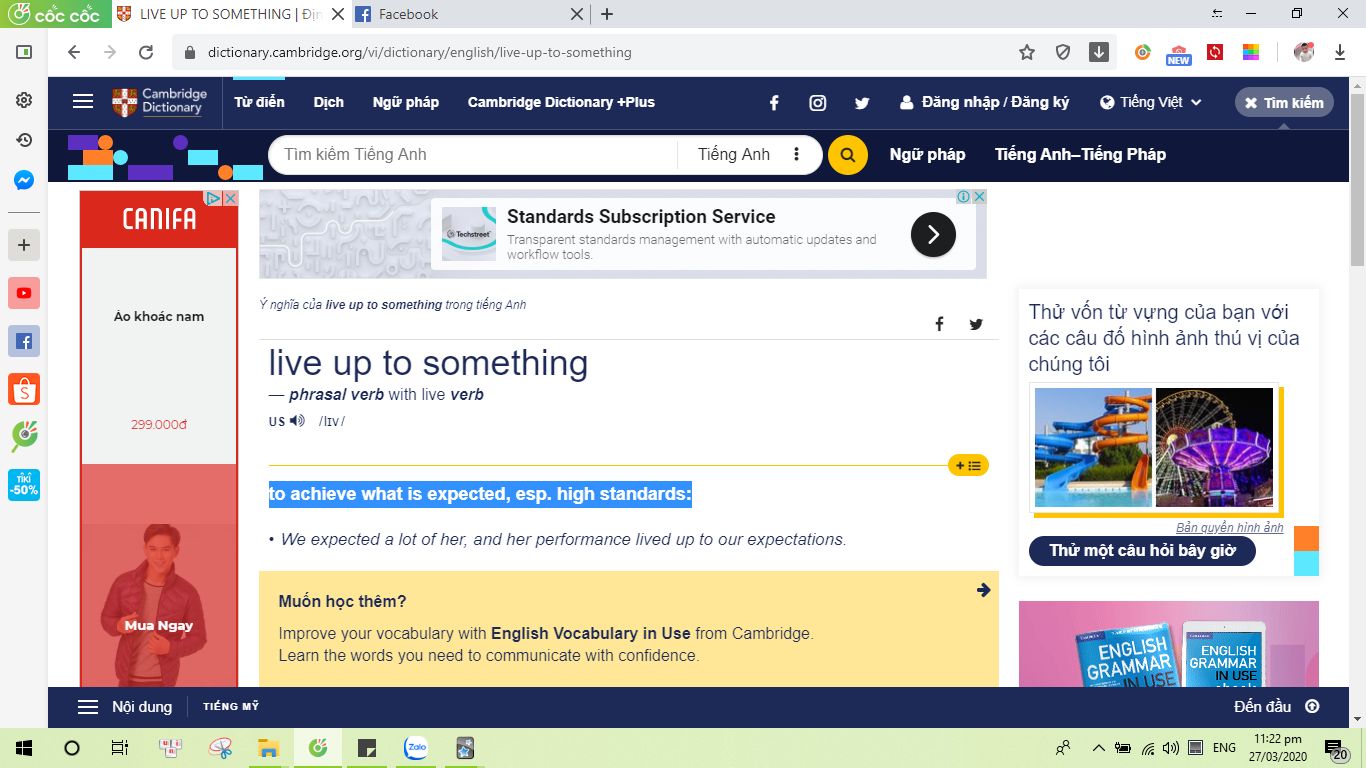 cốc cốc
LIVE UP TO SOMETHING | Địn
Facebook
dictionary.cambridge.org/vi/dictionary/english/live-up-to-something
NEW
Cambridge
Dictionary
Từ điển
Dịch
Ngữ pháp
Cambridge Dictionary +Plus
Đăng nhập / Đăng ký
Tiếng Việt
Tìm kiếm
Tìm kiếm Tiếng Anh
Tiếng Anh
Ngữ pháp
Tiếng Anh–Tiếng Pháp
CANIFA
Áo khoác nam
299.000đ
Mua Ngay
Techstreet
Standards Subscription Service
Transparent standards management with automatic updates and
workflow tools.
Ý nghĩa của live up to something trong tiếng Anh
live up to something
— phrasal verb with live verb
US /lɪv/
to achieve what is expected, esp. high standards:
• We expected a lot of her, and her performance lived up to our expectations.
Muốn học thêm?
Improve your vocabulary with English Vocabulary in Use from Cambridge.
Learn the words you need to communicate with confidence.
Thử vốn từ vựng của bạn với
các câu đố hình ảnh thú vị của
chúng tôi
Bản quyền hình ảnh
Thử một câu hỏi bây giờ
ENGLISH
GRAMMAR
IN USE
ENGLISH
GRAMMAR
IN USE
ebook
TIKI
-50%
Nội dung
TIẾNG MỸ
Đến đầu
Zalo
ENG
11:22 pm
27/03/2020
20